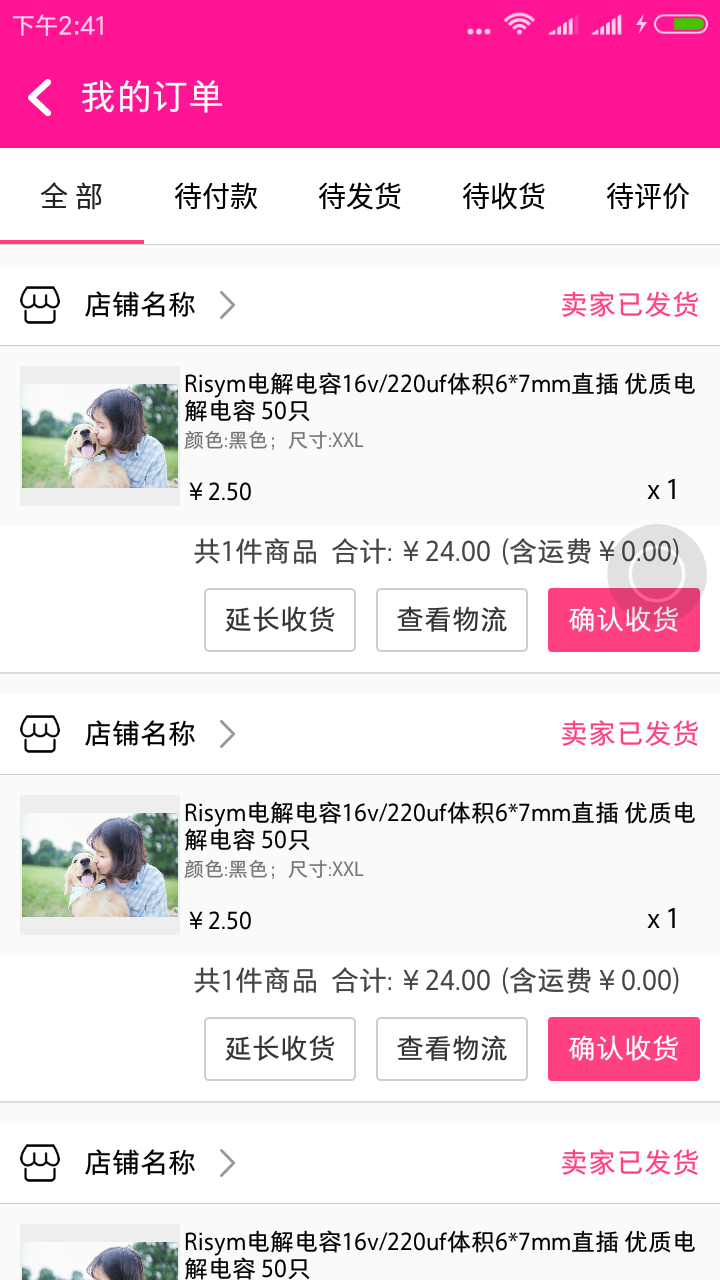 下午2:41
我的订单
全 部 待付款 待发货 待收货 待评价
店铺名称 卖家已发货
Risym电解电容16v/220uf体积6*7mm直插 优质电
解电容 50只
颜色:黑色；尺寸:XXL
￥2.50 x 1
共1件商品 合计:￥24.00 (含运费￥0.00)
延长收货 查看物流 确认收货
店铺名称 卖家已发货
Risym电解电容16v/220uf体积6*7mm直插 优质电
解电容 50只
颜色:黑色；尺寸:XXL
￥2.50 x 1
共1件商品 合计:￥24.00 (含运费￥0.00)
延长收货 查看物流 确认收货
店铺名称 卖家已发货
Risym电解电容16v/220uf体积6*7mm直插 优质电
解电容 50只